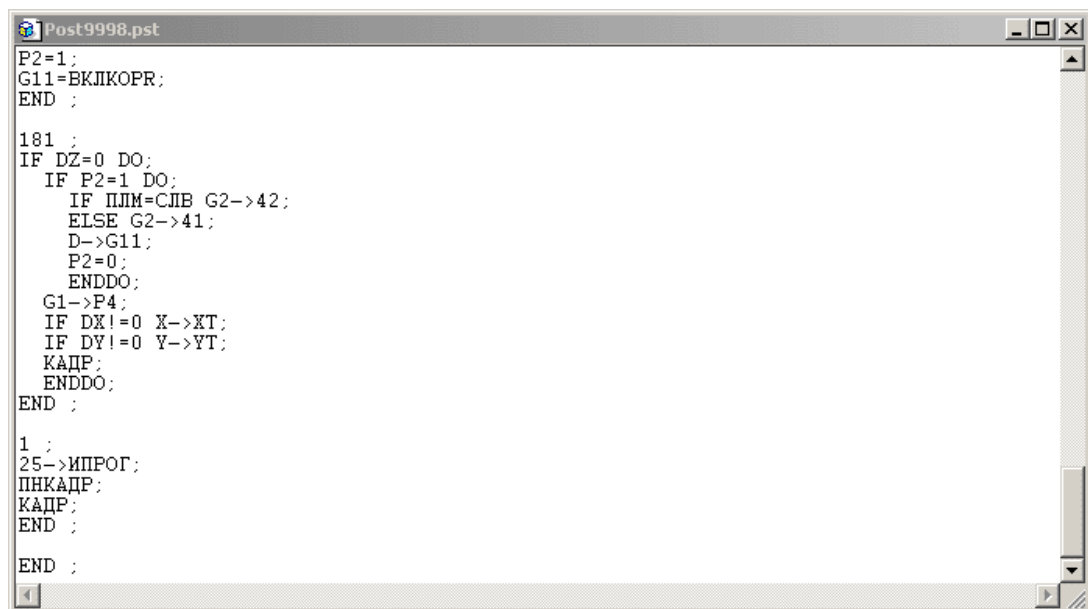 Post9998.pst
P2=1;
G11=ВКЛКОРR;
END ;
181 ;
IF DZ=0 DO;
IF P2=1 DO;
IF ПЛМ=СЛВ G2->42;
ELSE G2->41;
D->G11;
P2=0;
ENDDO;
G1->P4;
IF DX!=0 X->XT;
IF DY!=0 Y->YT;
КАДР;
ENDDO;
END ;
1 ;
25->ИПРОГ;
ПНКАДР;
КАДР;
END ;
END ;